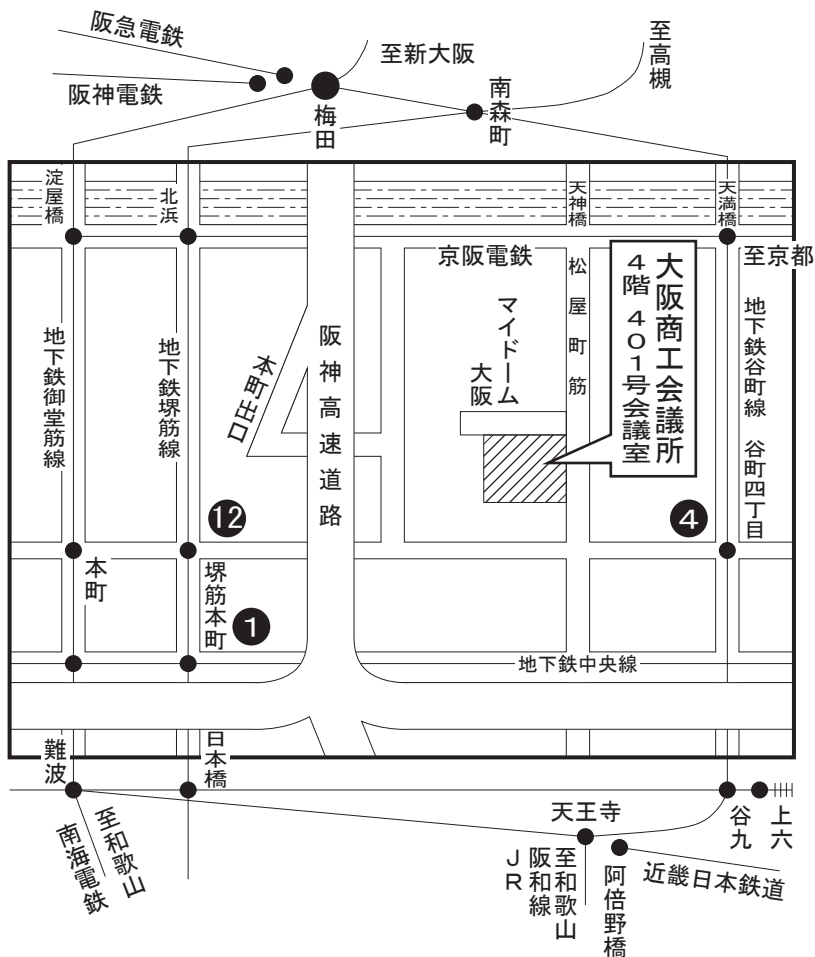 阪急電鉄
阪神電鉄
至新大阪
梅田
南森町
至高槻
淀屋橋
北浜
天神橋
天満橋
京阪電鉄
至京都
地下鉄御堂筋線
地下鉄堺筋線
本町出口
阪神高速道路
マイドーム
大阪
松屋町筋
大阪商工会議所
4階 401号会議室
地下鉄谷町線 谷町四丁目
12
4
本町
堺筋本町
1
地下鉄中央線
難波
日本橋
天王寺
谷九
上六
至和歌山
南海電鉄
至和歌山
阪和線
JR
阿倍野橋
近畿日本鉄道